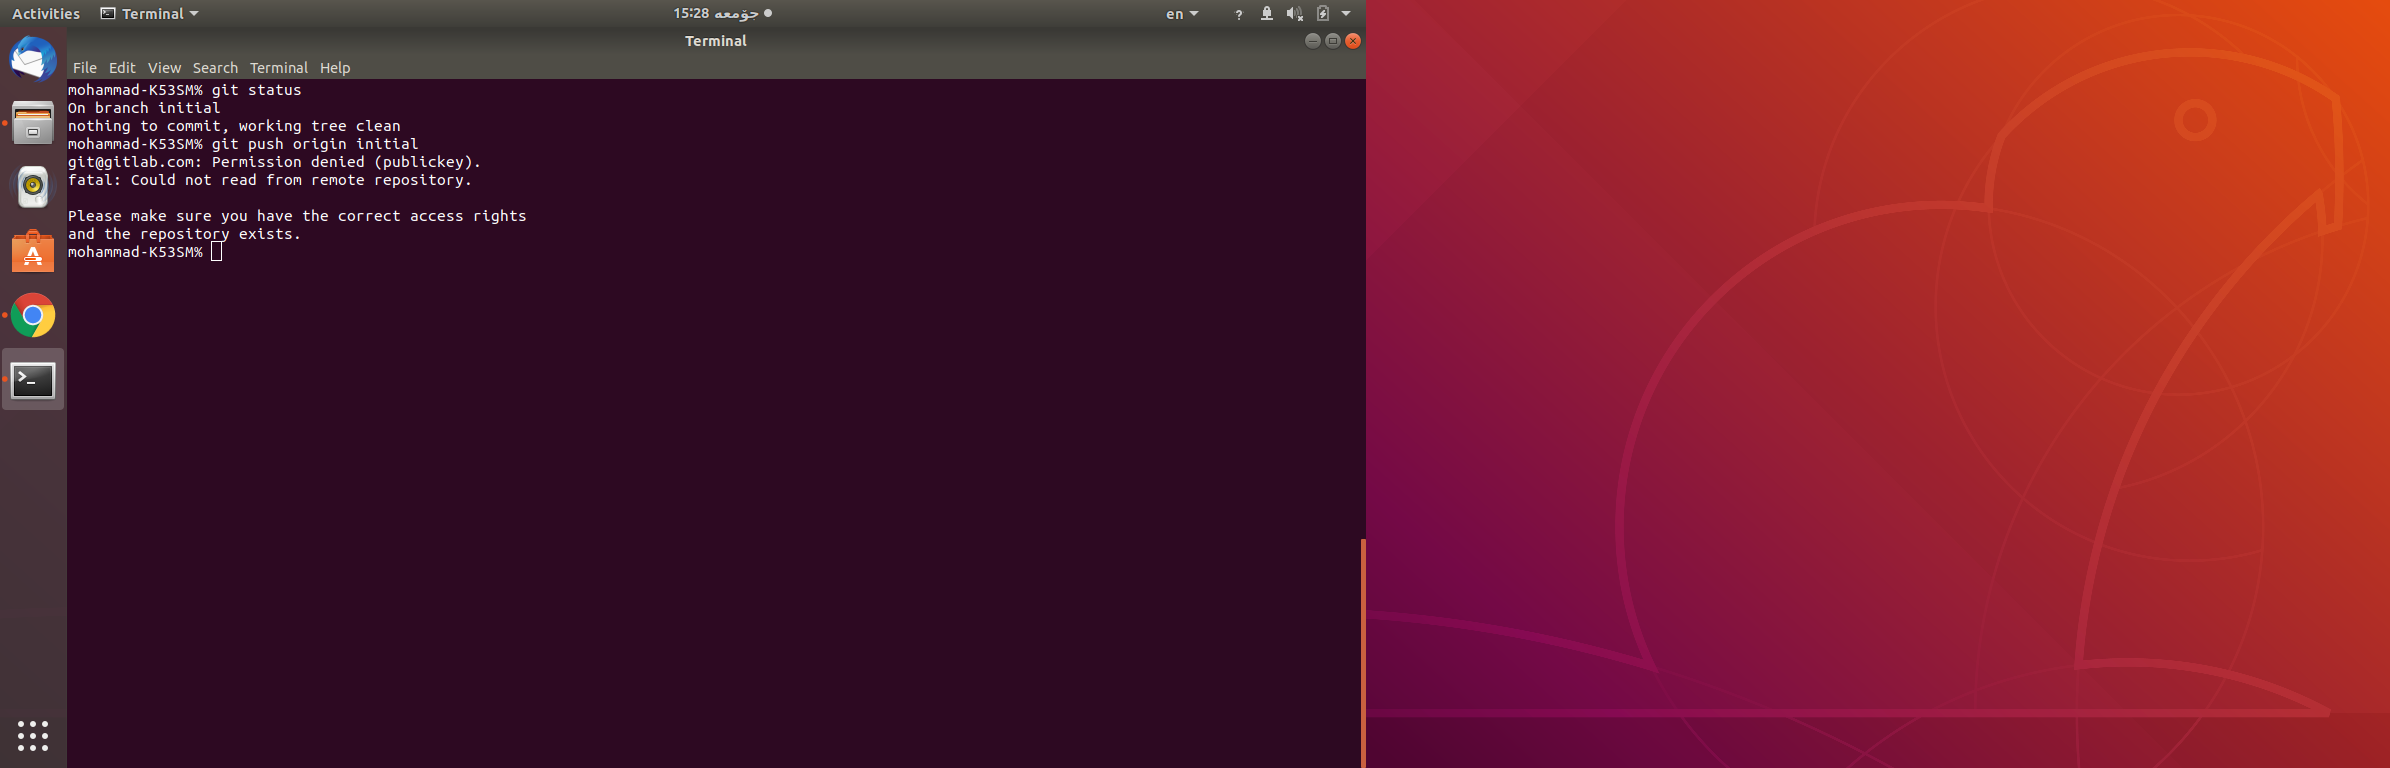 Activities Terminal جۆمعه 15:28 en ?
Terminal
File Edit View Search Terminal Help
mohammad-K53SM% git status
On branch initial
nothing to commit, working tree clean
mohammad-K53SM% git push origin initial
git@gitlab.com: Permission denied (publickey).
fatal: Could not read from remote repository.
Please make sure you have the correct access rights
and the repository exists.
mohammad-K53SM%